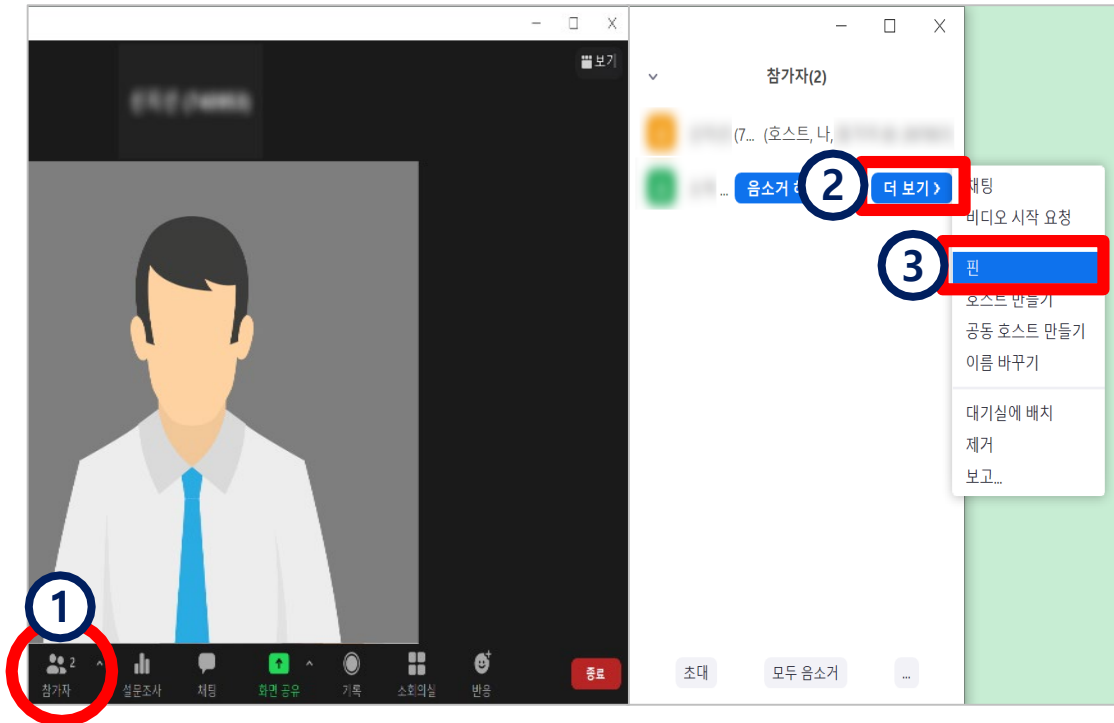 보기
참가자(2)
(7... (호스트, 나,
...
음소거
2
더 보기 >
채팅
비디오 시작 요청
3
핀
호스트 만들기
공동 호스트 만들기
이름 바꾸기
대기실에 배치
제거
보고...
1
2
참가자
설문조사
채팅
화면 공유
기록
소회의실
반응
종료
초대
모두 음소거
...